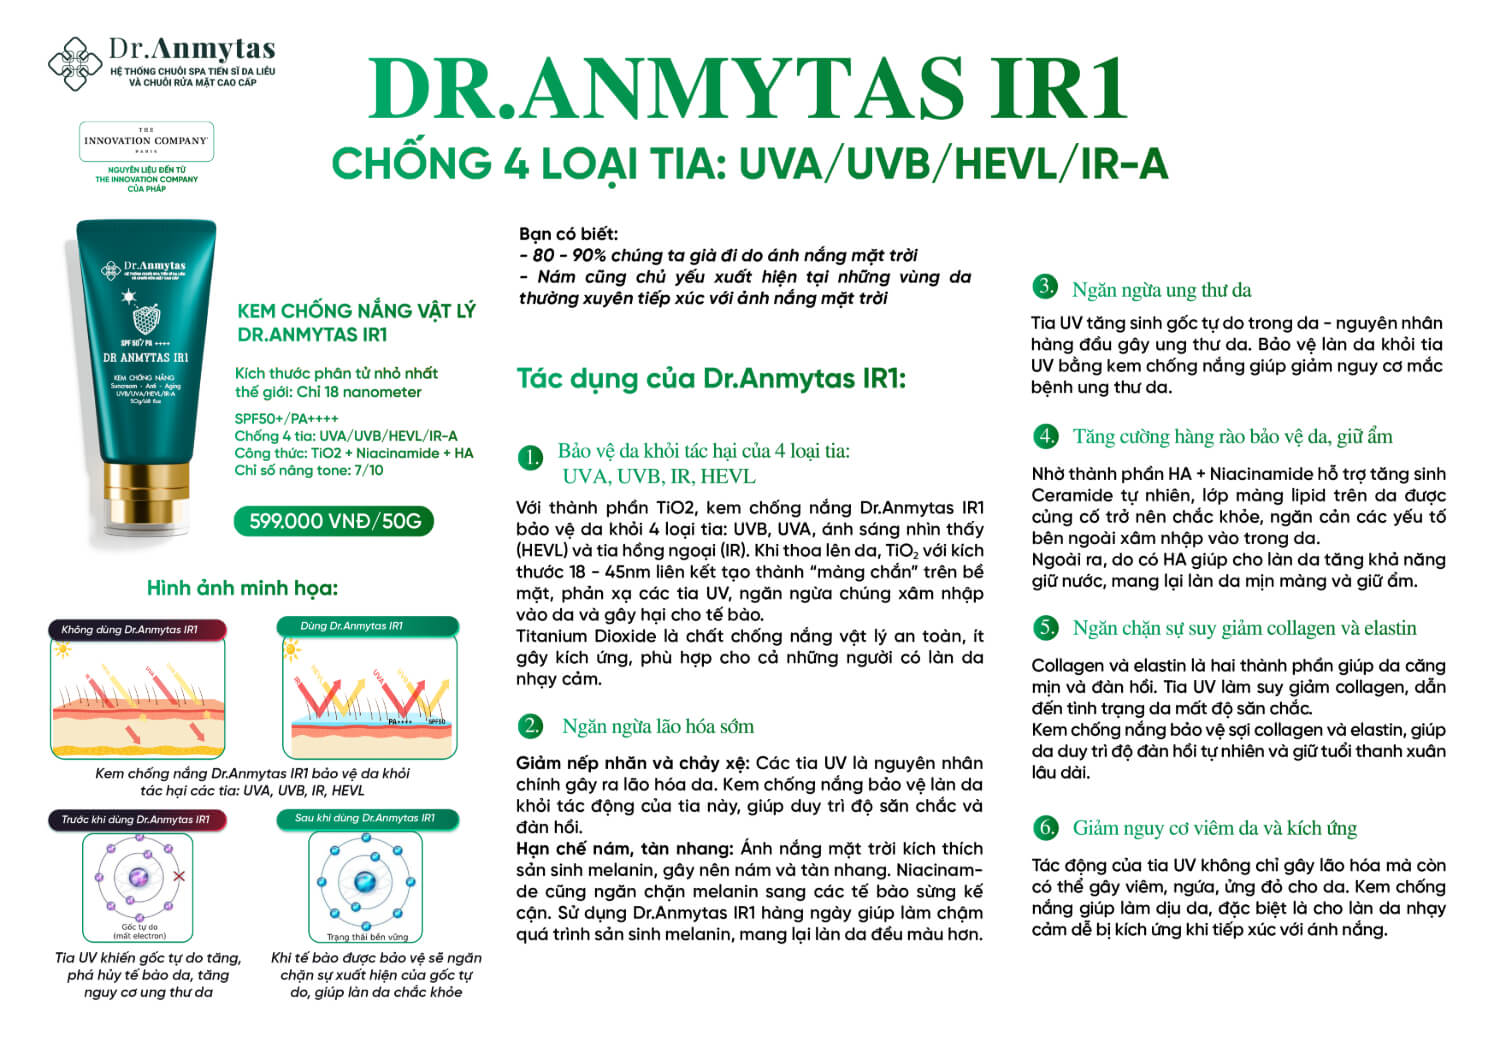 Dr.Anmytas
HỆ THỐNG CHUỖI SPA TIẾN SĨ DA LIỄU
VÀ CHUỖI RỬA MẶT CAO CẤP
THE
INNOVATION COMPANY
PARIS
NGUYÊN LIỆU ĐẾN TỪ
THE INNOVATION COMPANY
CỦA PHÁP
DR.ANMYTAS IR1
CHỐNG 4 LOẠI TIA: UVA/UVB/HEVL/IR-A
Dr.Anmytas
HỆ THỐNG CHUỖI SPA TIẾN SĨ DA LIỄU
VÀ CHUỖI RỬA MẶT CAO CẤP
SPF 50+/ PA ++++
DR ANMYTAS IR1
KEM CHỐNG NẮNG
Suncream - Anti - Aging
UVB/UVA/HEVL/IR-A
KEM CHỐNG NẮNG VẬT LÝ
DR.ANMYTAS IR1
Kích thước phân tử nhỏ nhất
thế giới: Chỉ 18 nanometer
SPF50+/PA++++
Chống 4 tia: UVA/UVB/HEVL/IR-A
Công thức: TiO2 + Niacinamide + HA
Chỉ số nâng tone: 7/10
599.000 VNĐ/50G
Hình ảnh minh họa:
Không dùng Dr.Anmytas IR1
Dùng Dr.Anmytas IR1
IR
UVA
IR
HEVL
UVA
UVB
PA++++
SPF50
Kem chống nắng Dr.Anmytas IR1 bảo vệ da khỏi
tác hại các tia: UVA, UVB, IR, HEVL
Trước khi dùng Dr.Anmytas IR1
Sau khi dùng Dr.Anmytas IR1
Gốc tự do
(mất electron)
Trạng thái bền vững
Tia UV khiến gốc tự do tăng,
phá hủy tế bào da, tăng
nguy cơ ung thư da
Khi tế bào được bảo vệ sẽ ngăn
chặn sự xuất hiện của gốc tự
do, giúp làn da chắc khỏe
Bạn có biết:
- 80 - 90% chúng ta già đi do ánh nắng mặt trời
- Nám cũng chủ yếu xuất hiện tại những vùng da
thường xuyên tiếp xúc với ảnh nắng mặt trời
Tác dụng của Dr.Anmytas IR1:
1. Bảo vệ da khỏi tác hại của 4 loại tia:
UVA, UVB, IR, HEVL
Với thành phần TiO2, kem chống nắng Dr.Anmytas IR1
bảo vệ da khỏi 4 loại tia: UVB, UVA, ánh sáng nhìn thấy
(HEVL) và tia hồng ngoại (IR). Khi thoa lên da, TiO₂ với kích
thước 18 - 45nm liên kết tạo thành “màng chắn” trên bề
mặt, phản xạ các tia UV, ngăn ngừa chúng xâm nhập
vào da và gây hại cho tế bào.
Titanium Dioxide là chất chống nắng vật lý an toàn, ít
gây kích ứng, phù hợp cho cả những người có làn da
nhạy cảm.
2. Ngăn ngừa lão hóa sớm
Giảm nếp nhăn và chảy xệ: Các tia UV là nguyên nhân
chính gây ra lão hóa da. Kem chống nắng bảo vệ làn da
khỏi tác động của tia này, giúp duy trì độ săn chắc và
đàn hồi.
Hạn chế nám, tàn nhang: Ánh nắng mặt trời kích thích
sản sinh melanin, gây nên nám và tàn nhang. Niacinam-
de cũng ngăn chặn melanin sang các tế bào sừng kế
cận. Sử dụng Dr.Anmytas IR1 hàng ngày giúp làm chậm
quá trình sản sinh melanin, mang lại làn da đều màu hơn.
3. Ngăn ngừa ung thư da
Tia UV tăng sinh gốc tự do trong da - nguyên nhân
hàng đầu gây ung thư da. Bảo vệ làn da khỏi tia
UV bằng kem chống nắng giúp giảm nguy cơ mắc
bệnh ung thư da.
4. Tăng cường hàng rào bảo vệ da, giữ ẩm
Nhờ thành phần HA + Niacinamide hỗ trợ tăng sinh
Ceramide tự nhiên, lớp màng lipid trên da được
củng cố trở nên chắc khỏe, ngăn cản các yếu tố
bên ngoài xâm nhập vào trong da.
Ngoài ra, do có HA giúp cho làn da tăng khả năng
giữ nước, mang lại làn da mịn màng và giữ ẩm.
5. Ngăn chặn sự suy giảm collagen và elastin
Collagen và elastin là hai thành phần giúp da căng
mịn và đàn hồi. Tia UV làm suy giảm collagen, dẫn
đến tình trạng da mất độ săn chắc.
Kem chống nắng bảo vệ sợi collagen và elastin, giúp
da duy trì độ đàn hồi tự nhiên và giữ tuổi thanh xuân
lâu dài.
6. Giảm nguy cơ viêm da và kích ứng
Tác động của tia UV không chỉ gây lão hóa mà còn
có thể gây viêm, ngứa, ửng đỏ cho da. Kem chống
nắng giúp làm dịu da, đặc biệt là cho làn da nhạy
cảm dễ bị kích ứng khi tiếp xúc với ánh nắng.